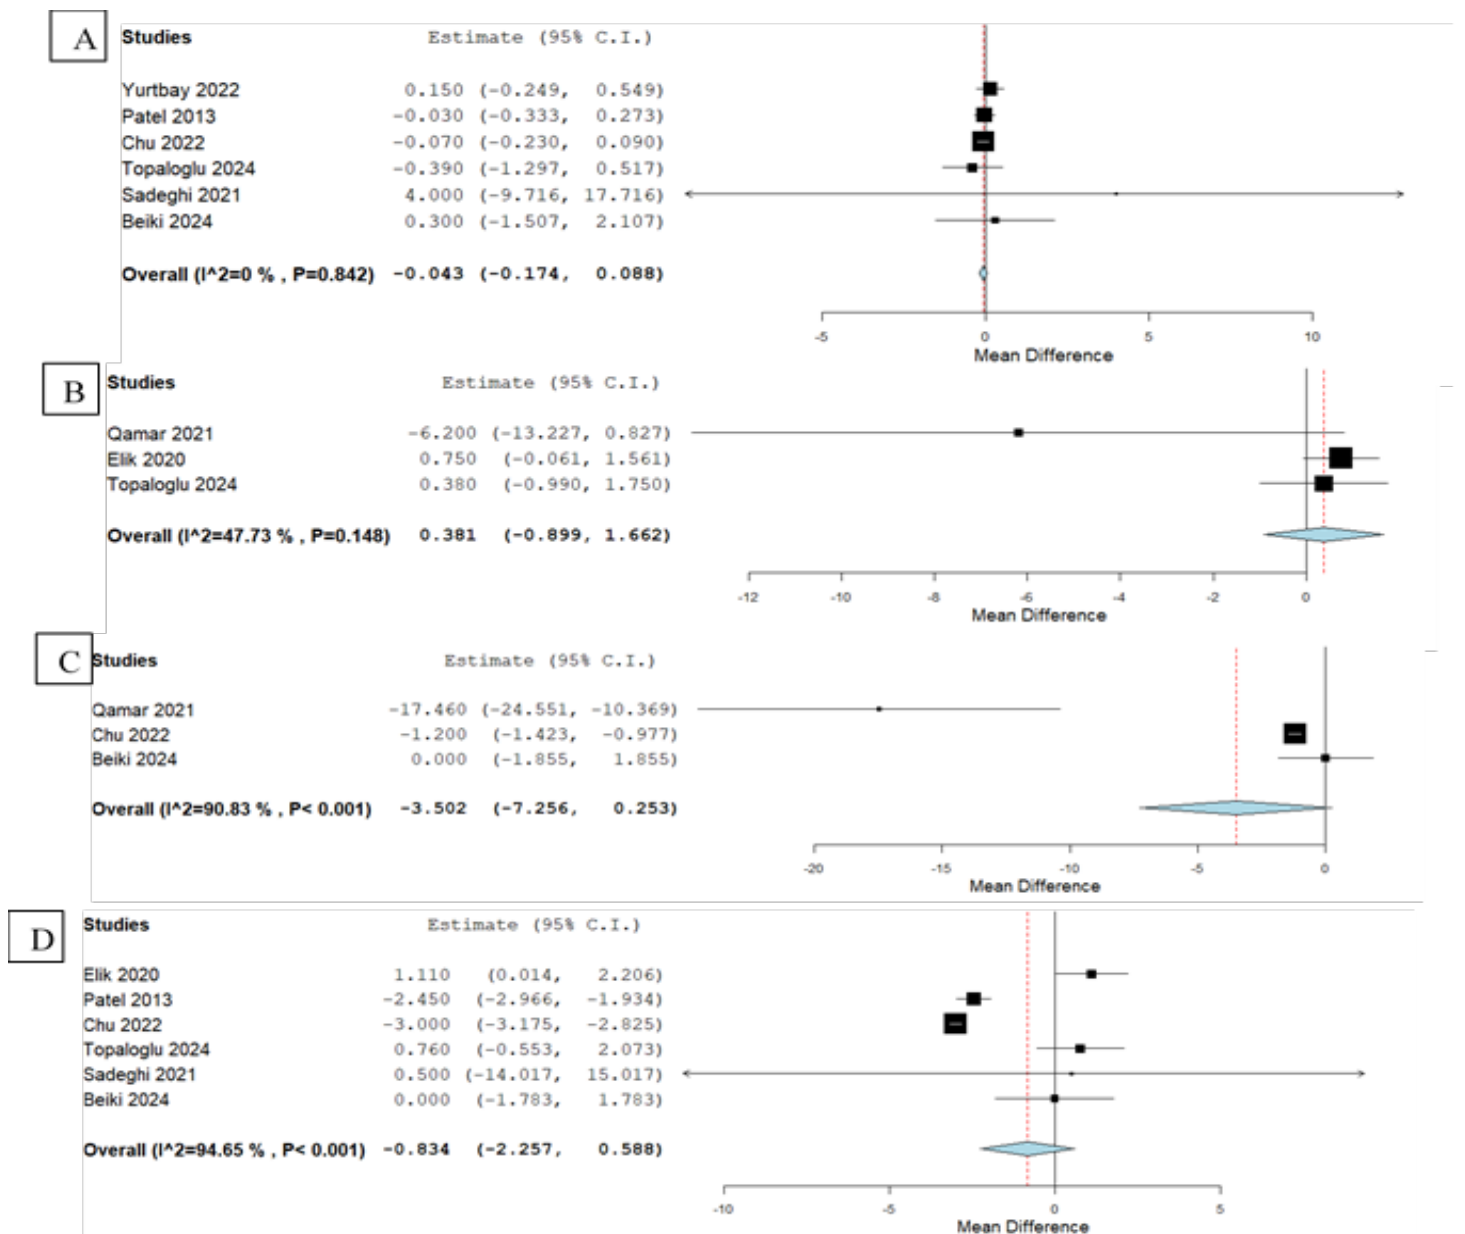 A
Studies Estimate (95% C.I.)
Yurtbay 2022 0.150 (-0.249, 0.549)
Patel 2013 -0.030 (-0.333, 0.273)
Chu 2022 -0.070 (-0.230, 0.090)
Topaloglu 2024 -0.390 (-1.297, 0.517)
Sadeghi 2021 4.000 (-9.716, 17.716)
Beiki 2024 0.300 (-1.507, 2.107)
Overall (I^2=0 % , P=0.842) -0.043 (-0.174, 0.088)
-5 0 5 10
Mean Difference
B
Studies Estimate (95% C.I.)
Qamar 2021 -6.200 (-13.227, 0.827)
Elik 2020 0.750 (-0.061, 1.561)
Topaloglu 2024 0.380 (-0.990, 1.750)
Overall (I^2=47.73 % , P=0.148) 0.381 (-0.899, 1.662)
-12 -10 -8 -6 -4 -2 0
Mean Difference
C
Studies Estimate (95% C.I.)
Qamar 2021 -17.460 (-24.551, -10.369)
Chu 2022 -1.200 (-1.423, -0.977)
Beiki 2024 0.000 (-1.855, 1.855)
Overall (I^2=90.83 % , P< 0.001) -3.502 (-7.256, 0.253)
-20 -15 -10 -5 0
Mean Difference
D
Studies Estimate (95% C.I.)
Elik 2020 1.110 (0.014, 2.206)
Patel 2013 -2.450 (-2.966, -1.934)
Chu 2022 -3.000 (-3.175, -2.825)
Topaloglu 2024 0.760 (-0.553, 2.073)
Sadeghi 2021 0.500 (-14.017, 15.017)
Beiki 2024 0.000 (-1.783, 1.783)
Overall (I^2=94.65 % , P< 0.001) -0.834 (-2.257, 0.588)
-10 -5 0 5
Mean Difference